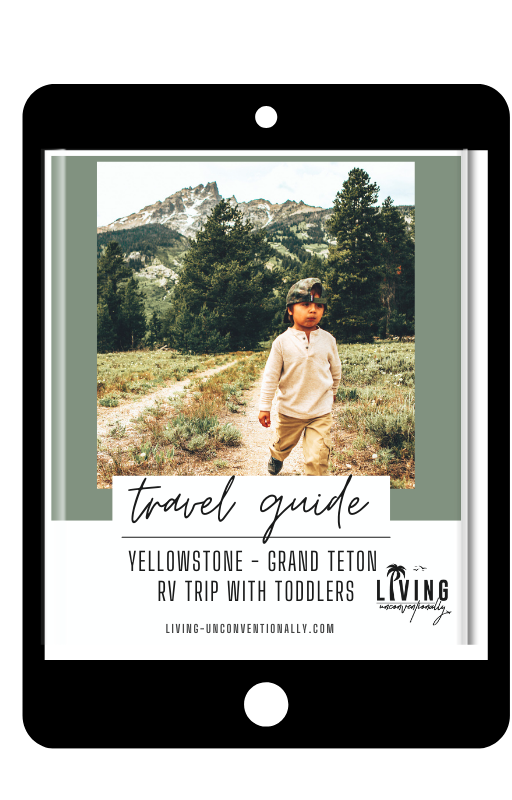 travel guide
YELLOWSTONE - GRAND TETON
RV TRIP WITH TODDLERS
LIVING
unconventionally
LIVING-UNCONVENTIONALLY.COM